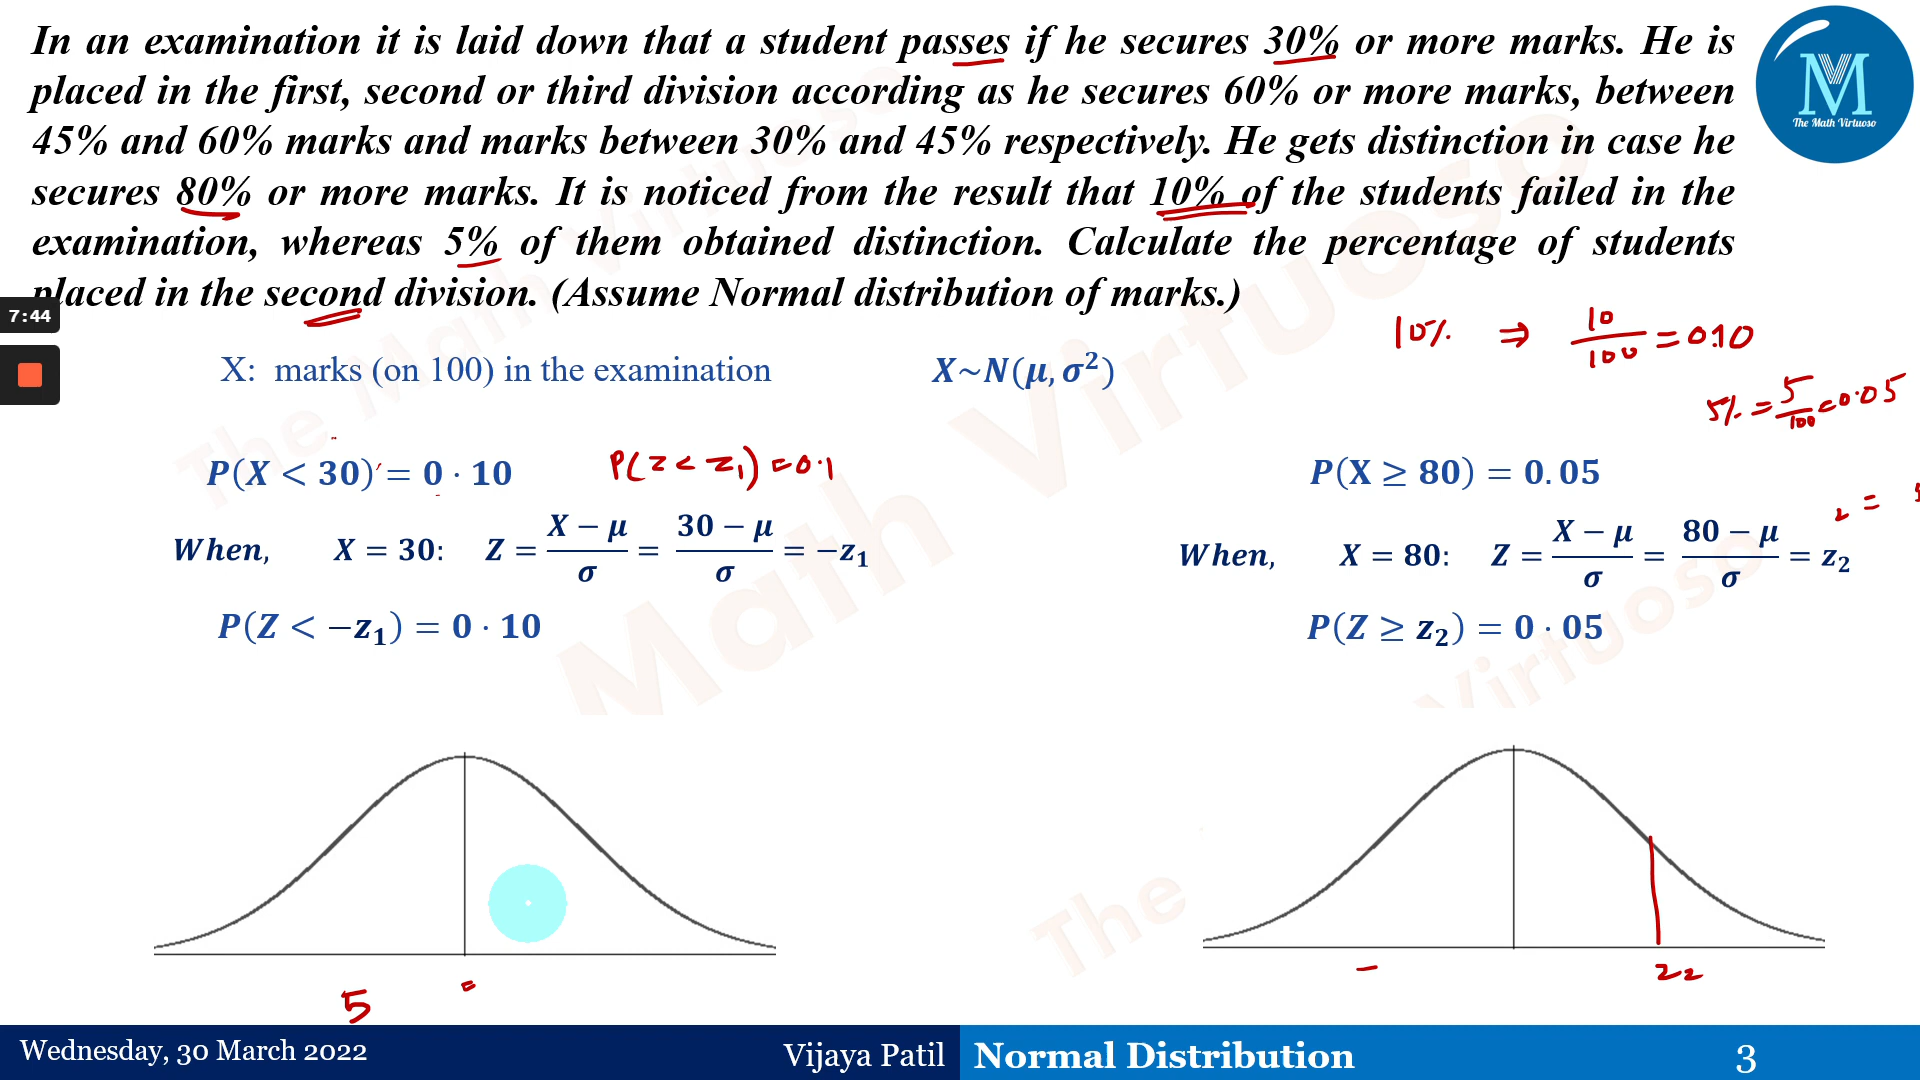 In an examination it is laid down that a student passes if he secures 30% or more marks. He is
placed in the first, second or third division according as he secures 60% or more marks, between
45% and 60% marks and marks between 30% and 45% respectively. He gets distinction in case he
secures 80% or more marks. It is noticed from the result that 10% of the students failed in the
examination, whereas 5% of them obtained distinction. Calculate the percentage of students
placed in the second division. (Assume Normal distribution of marks.)
M
The Math Virtuoso
7:44
10% ⇒ 10/100 = 0.10
X: marks (on 100) in the examination X~N(μ, σ²)
5% = 5/100 = 0.05
P(X < 30) = 0 · 10 P(Z < Z₁) = 0.1 P(X ≥ 80) = 0.05
When, X = 30: Z = (X − μ)/σ = (30 − μ)/σ = −z₁
When, X = 80: Z = (X − μ)/σ = (80 − μ)/σ = z₂
P(Z < −z₁) = 0 · 10 P(Z ≥ z₂) = 0 · 05
The Math Virtuoso
z₂
5
Wednesday, 30 March 2022 Vijaya Patil Normal Distribution 3